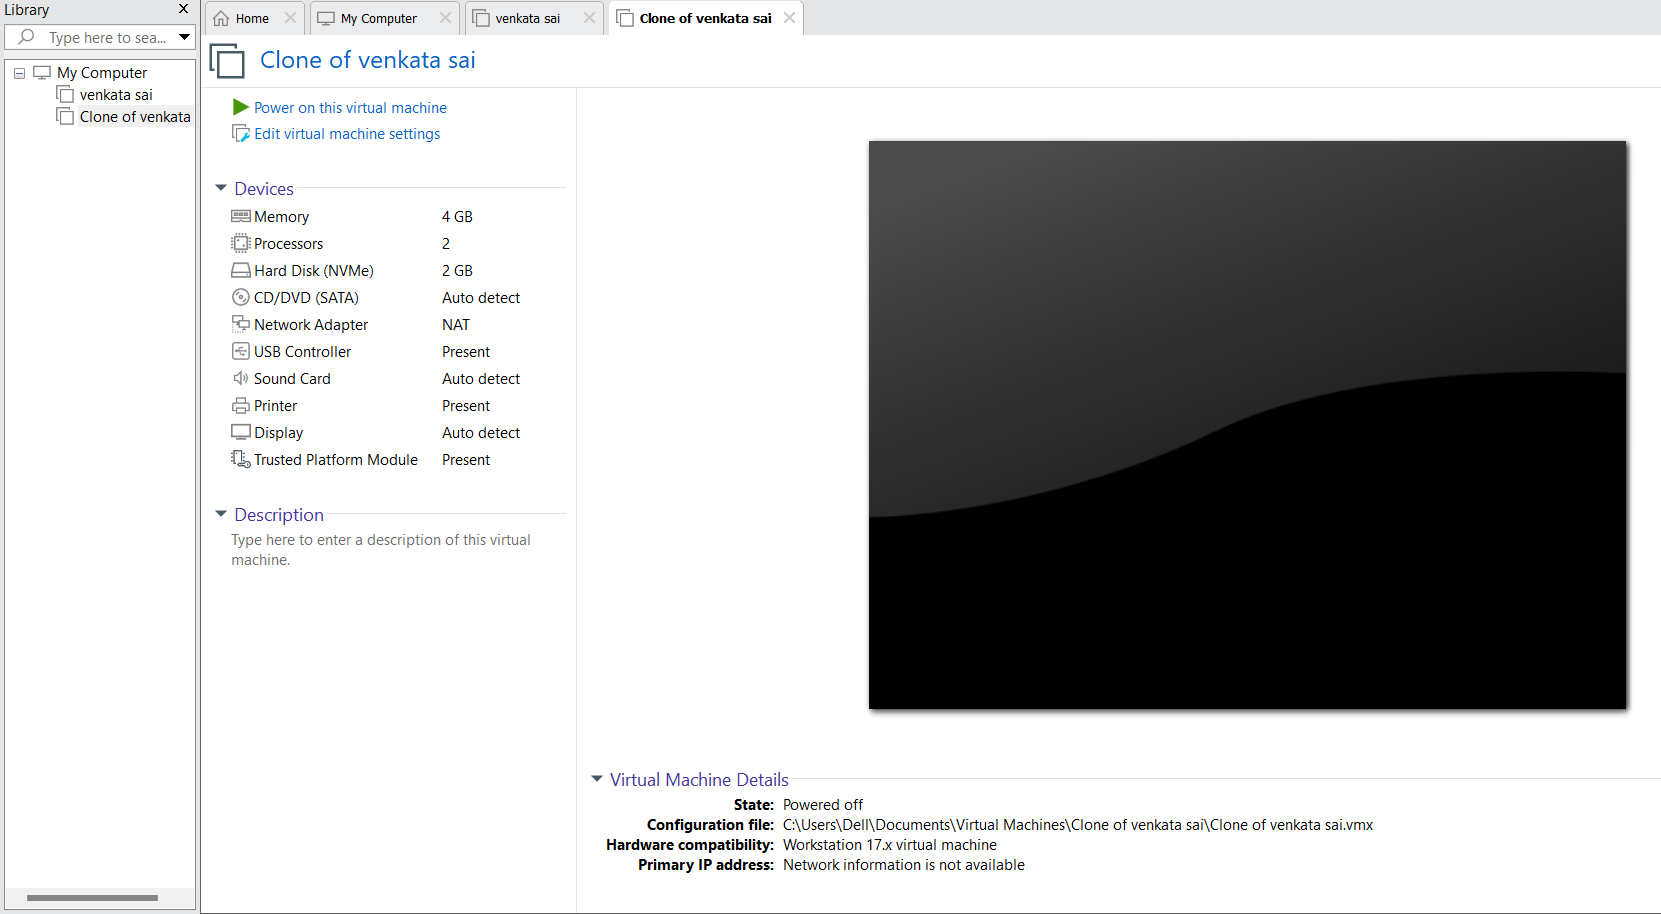 Library
Type here to sea...
My Computer
venkata sai
Clone of venkata
Home
My Computer
venkata sai
Clone of venkata sai
Clone of venkata sai
Power on this virtual machine
Edit virtual machine settings
Devices
Memory 4 GB
Processors 2
Hard Disk (NVMe) 2 GB
CD/DVD (SATA) Auto detect
Network Adapter NAT
USB Controller Present
Sound Card Auto detect
Printer Present
Display Auto detect
Trusted Platform Module Present
Description
Type here to enter a description of this virtual
machine.
Virtual Machine Details
State: Powered off
Configuration file: C:\Users\Dell\Documents\Virtual Machines\Clone of venkata sai\Clone of venkata sai.vmx
Hardware compatibility: Workstation 17.x virtual machine
Primary IP address: Network information is not available